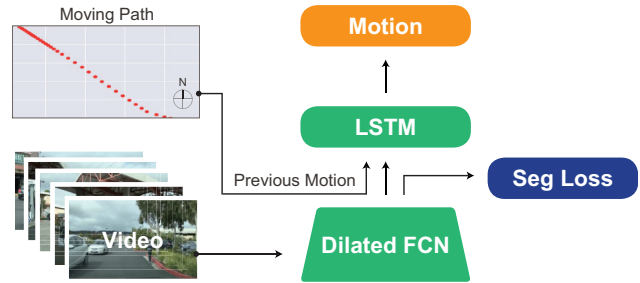 Moving Path
Motion
N
LSTM
Previous Motion
Seg Loss
Video
Dilated FCN